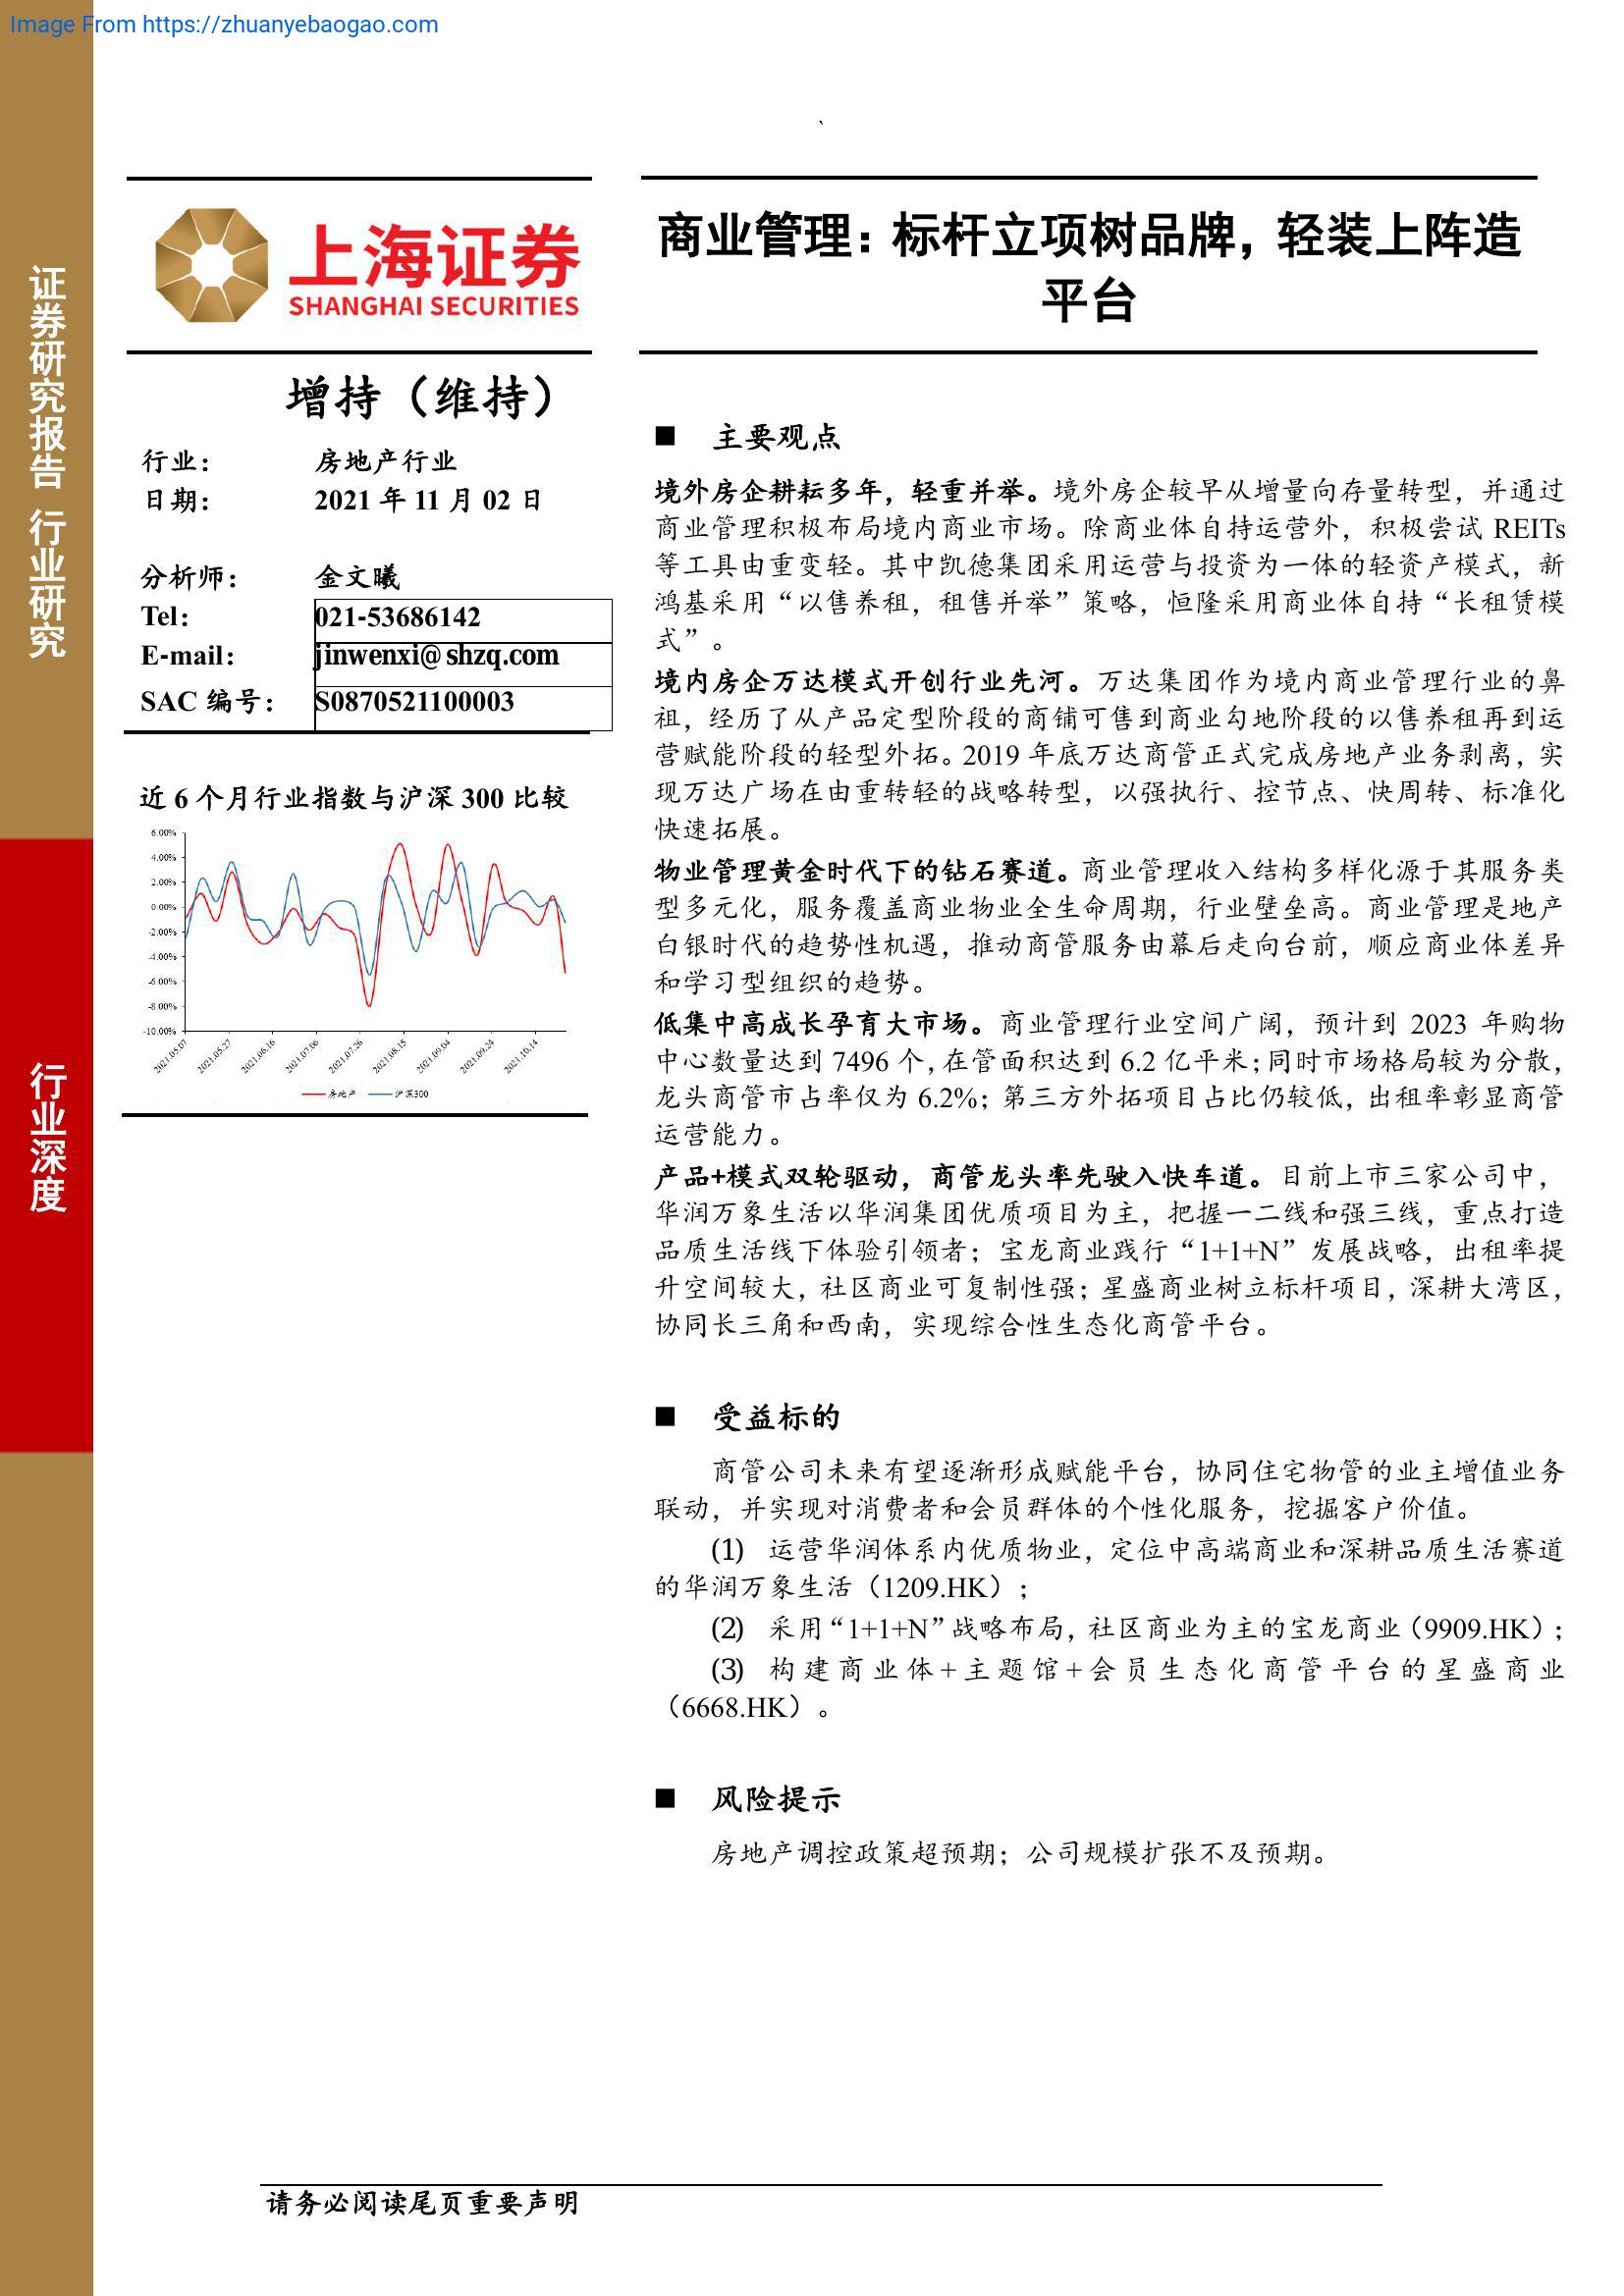 Image From https://zhuanyebaogao.com
、
证券研究报告 行业研究
行业深度
上海证券
SHANGHAI SECURITIES
商业管理：标杆立项树品牌，轻装上阵造
平台
增持（维持）
行业： 房地产行业
日期： 2021 年 11 月 02 日
分析师： 金文曦
Tel： 021-53686142
E-mail： jinwenxi@shzq.com
SAC 编号： S0870521100003
近 6 个月行业指数与沪深 300 比较
6.00%
4.00%
2.00%
0.00%
-2.00%
-4.00%
-6.00%
-8.00%
-10.00%
2021.05.07
2021.05.27
2021.06.16
2021.07.06
2021.07.26
2021.08.15
2021.09.04
2021.09.24
2021.10.14
房地产 沪深300
■ 主要观点
境外房企耕耘多年，轻重并举。境外房企较早从增量向存量转型，并通过
商业管理积极布局境内商业市场。除商业体自持运营外，积极尝试 REITs
等工具由重变轻。其中凯德集团采用运营与投资为一体的轻资产模式，新
鸿基采用“以售养租，租售并举”策略，恒隆采用商业体自持“长租赁模
式”。
境内房企万达模式开创行业先河。万达集团作为境内商业管理行业的鼻
祖，经历了从产品定型阶段的商铺可售到商业勾地阶段的以售养租再到运
营赋能阶段的轻型外拓。2019 年底万达商管正式完成房地产业务剥离，实
现万达广场在由重转轻的战略转型，以强执行、控节点、快周转、标准化
快速拓展。
物业管理黄金时代下的钻石赛道。商业管理收入结构多样化源于其服务类
型多元化，服务覆盖商业物业全生命周期，行业壁垒高。商业管理是地产
白银时代的趋势性机遇，推动商管服务由幕后走向台前，顺应商业体差异
和学习型组织的趋势。
低集中高成长孕育大市场。商业管理行业空间广阔，预计到 2023 年购物
中心数量达到 7496 个，在管面积达到 6.2 亿平米；同时市场格局较为分散，
龙头商管市占率仅为 6.2%；第三方外拓项目占比仍较低，出租率彰显商管
运营能力。
产品+模式双轮驱动，商管龙头率先驶入快车道。目前上市三家公司中，
华润万象生活以华润集团优质项目为主，把握一二线和强三线，重点打造
品质生活线下体验引领者；宝龙商业践行“1+1+N”发展战略，出租率提
升空间较大，社区商业可复制性强；星盛商业树立标杆项目，深耕大湾区，
协同长三角和西南，实现综合性生态化商管平台。
■ 受益标的
商管公司未来有望逐渐形成赋能平台，协同住宅物管的业主增值业务
联动，并实现对消费者和会员群体的个性化服务，挖掘客户价值。
(1) 运营华润体系内优质物业，定位中高端商业和深耕品质生活赛道
的华润万象生活（1209.HK）；
(2) 采用“1+1+N”战略布局，社区商业为主的宝龙商业（9909.HK）；
(3) 构建商业体+主题馆+会员生态化商管平台的星盛商业
（6668.HK）。
■ 风险提示
房地产调控政策超预期；公司规模扩张不及预期。
请务必阅读尾页重要声明